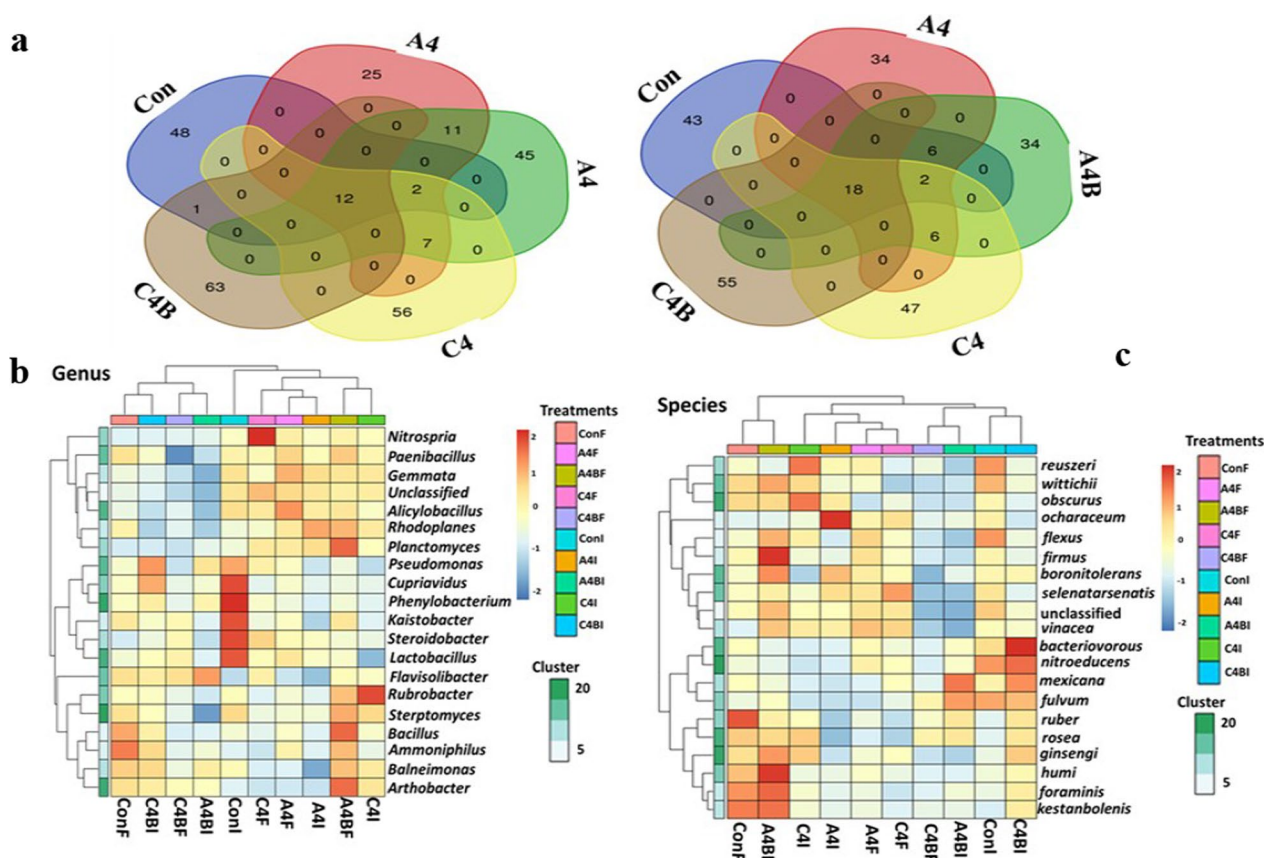 a
Con
A4
A4
C4
C4B
48
25
0
0
0
0
11
45
0
0
0
0
0
0
0
1
0
12
2
0
0
0
0
0
7
0
0
0
0
0
63
0
56
Con
A4
A4B
C4
C4B
43
34
0
0
0
0
0
34
0
0
0
0
6
0
0
0
0
18
2
0
0
0
0
0
6
0
0
0
0
0
55
0
47
b
Genus
Nitrospria
Paenibacillus
Gemmata
Unclassified
Alicylobacillus
Rhodoplanes
Planctomyces
Pseudomonas
Cupriavidus
Phenylobacterium
Kaistobacter
Steroidobacter
Lactobacillus
Flavisolibacter
Rubrobacter
Sterptomyces
Bacillus
Ammoniphilus
Balneimonas
Arthobacter
ConF
C4BI
C4BF
A4BI
ConI
C4F
A4F
A4I
A4BF
C4I
2
1
0
-1
-2
Treatments
ConF
A4F
A4BF
C4F
C4BF
ConI
A4I
A4BI
C4I
C4BI
Cluster
20
5
c
Species
reuszeri
wittichii
obscurus
ocharaceum
flexus
firmus
boronitolerans
selenatarsenatis
unclassified
vinacea
bacteriovorous
nitroeducens
mexicana
fulvum
ruber
rosea
ginsengi
humi
foraminis
kestanbolenis
C4I
A4I
A4F
C4F
A4BI
ConI
C4BI
2
1
0
-1
-2
Treatments
ConF
A4F
A4BF
C4F
C4BF
ConI
A4I
A4BI
C4I
C4BI
Cluster
20
5